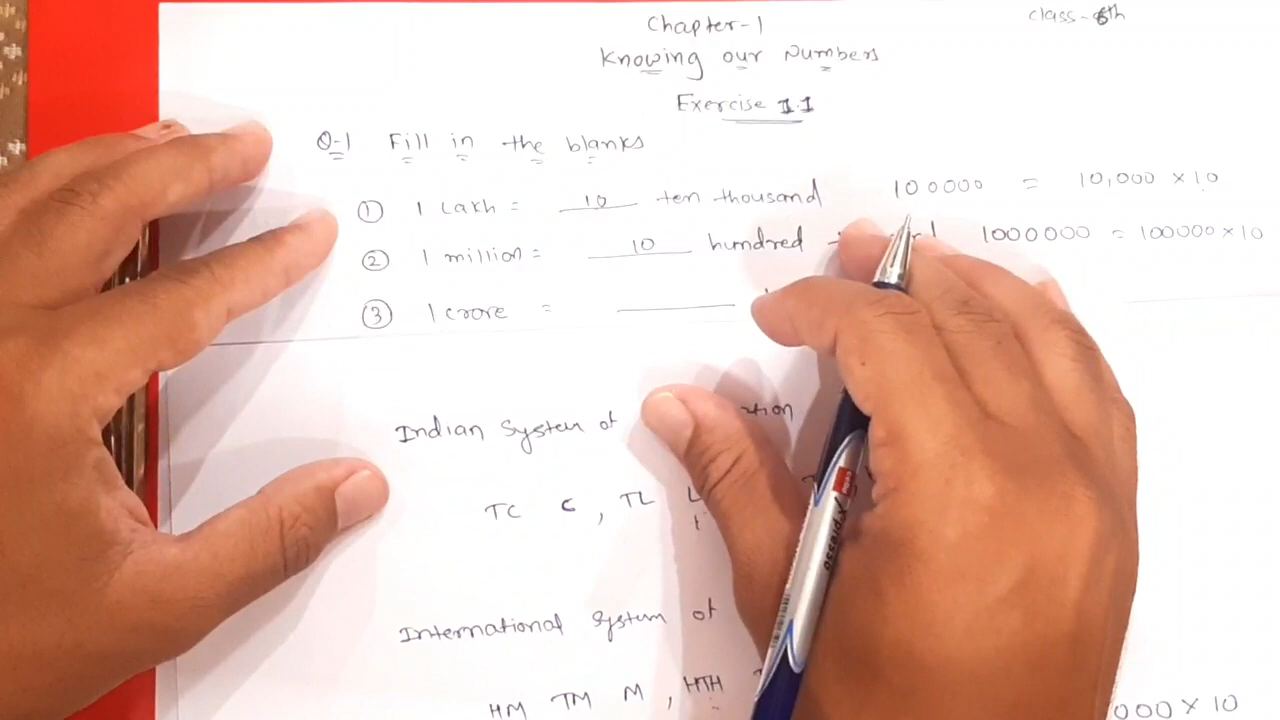 Class-6th
Chapter-1
Knowing our Numbers
Exercise 1.1
Q-1 Fill in the blanks
① 1 Lakh = 10 ten thousand 100000 = 10,000 × 10
② 1 million = 10 hundred 1000000 = 100000 × 10
③ 1 crore =
Indian System of
TC C , TL L
International System of
HM TM M , HTH
000 × 10